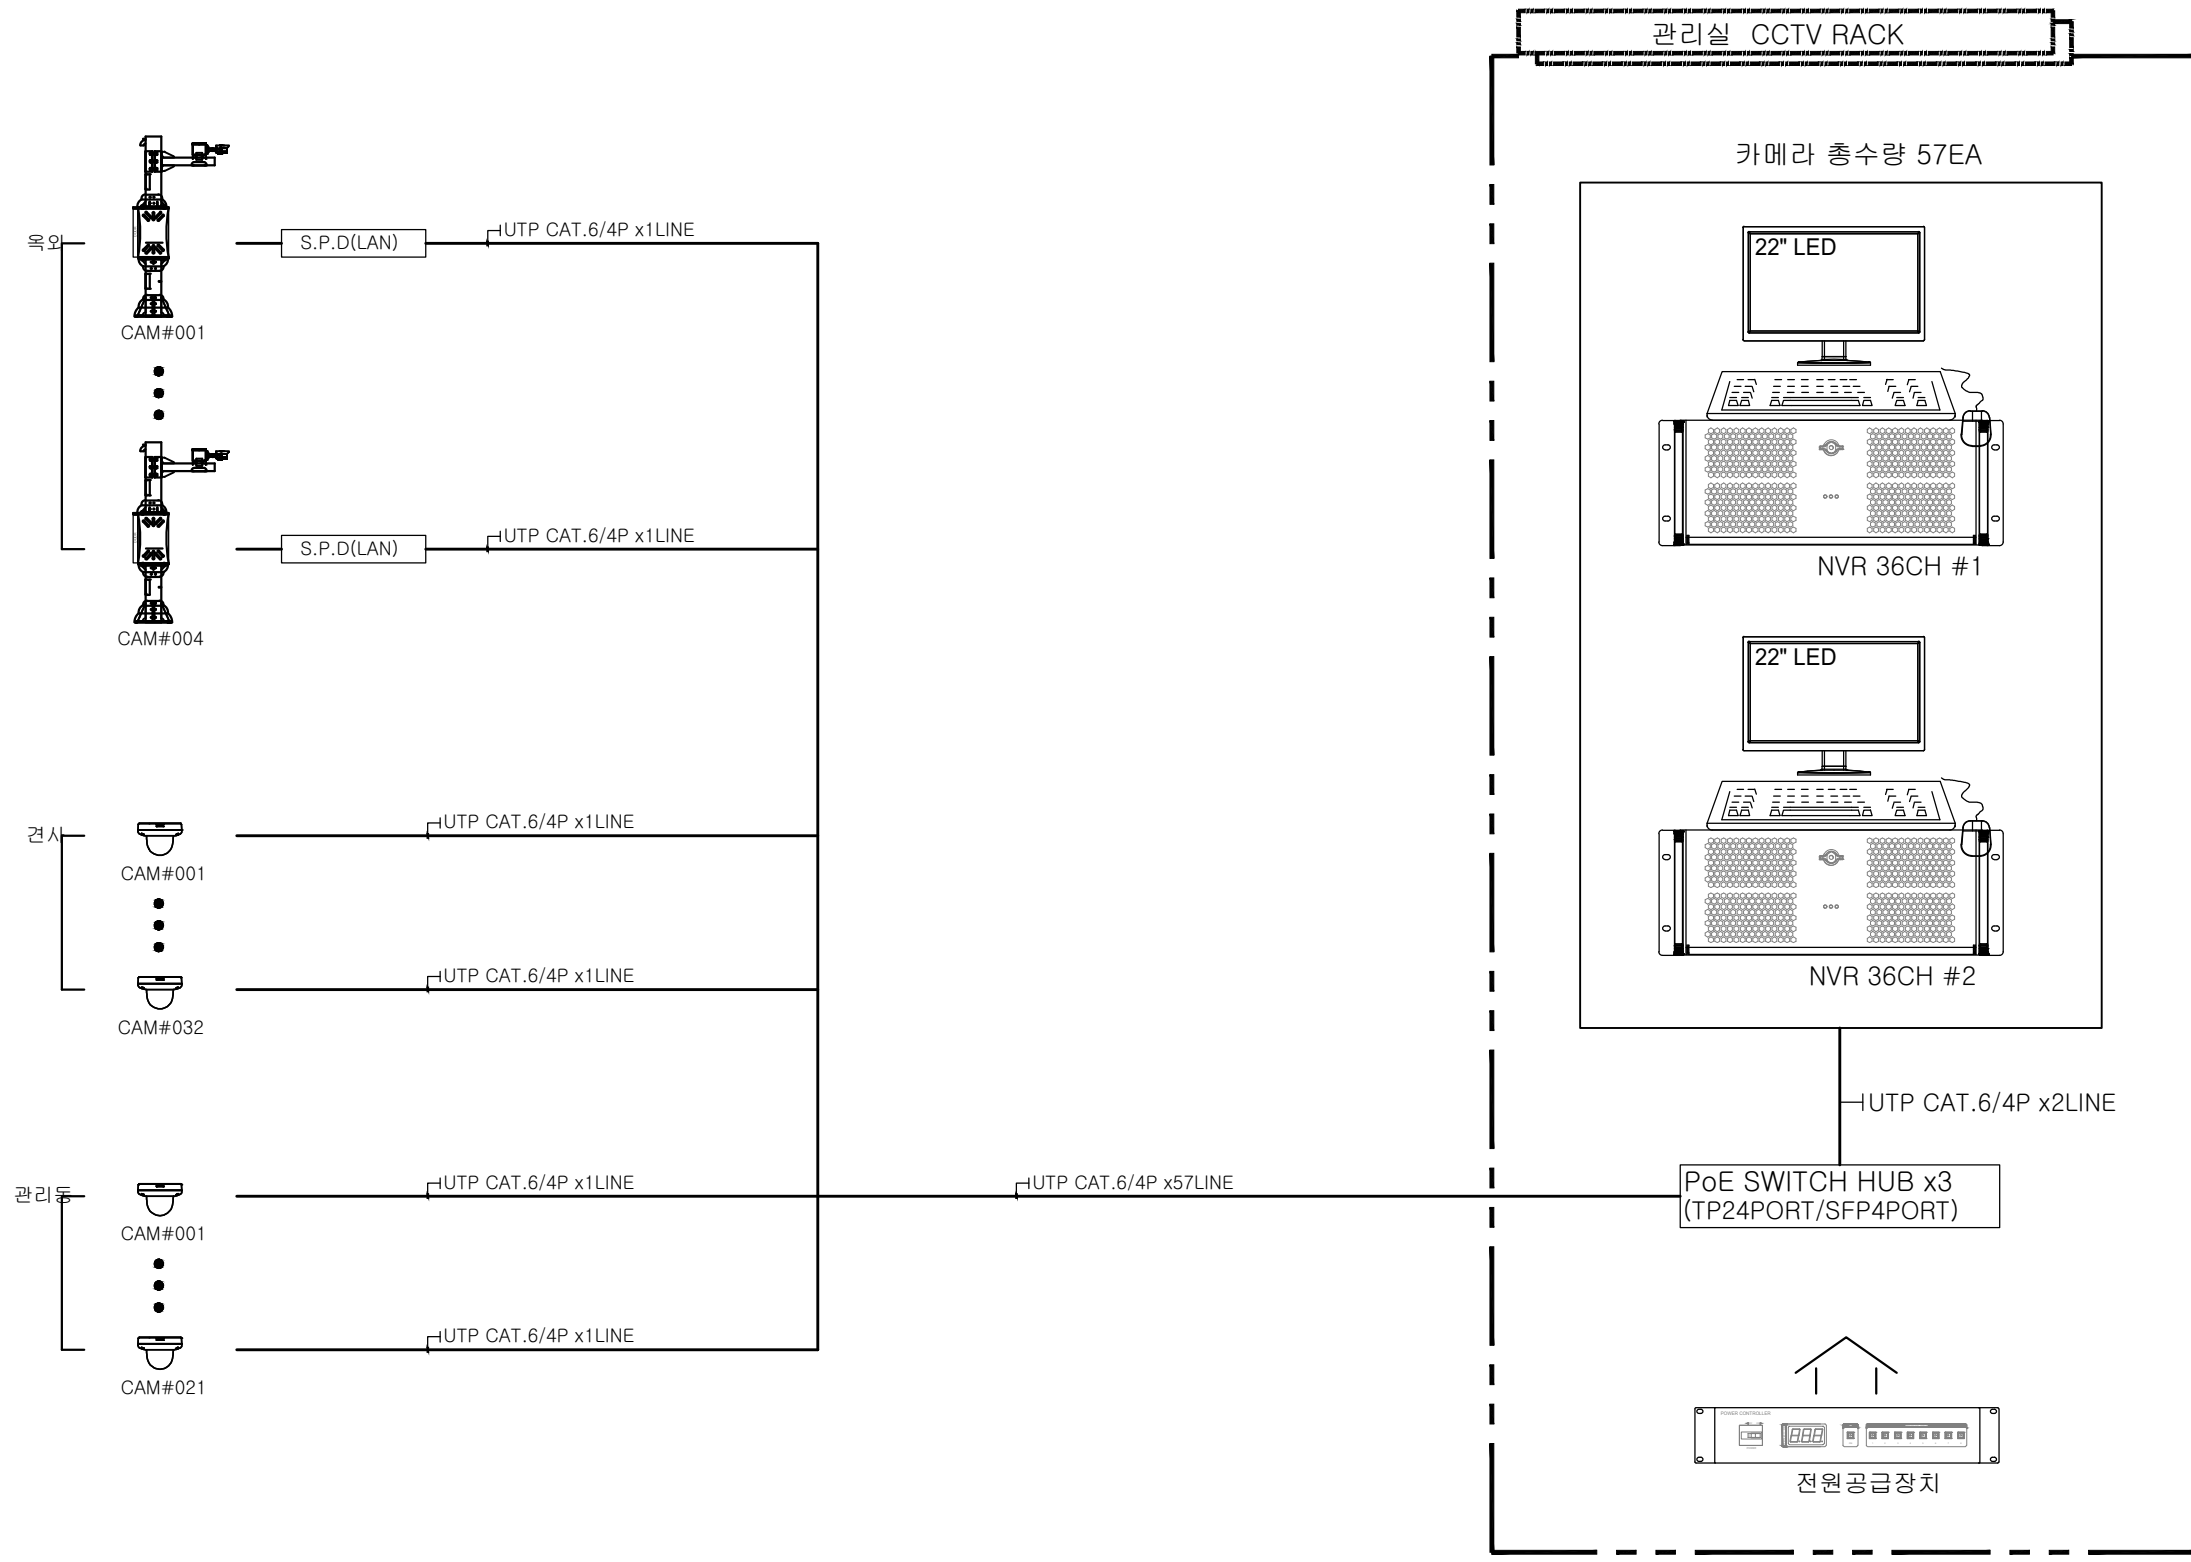 관리실 CCTV RACK
카메라 총수량 57EA
옥외
S.P.D(LAN)
UTP CAT.6/4P x1LINE
CAM#001
S.P.D(LAN)
UTP CAT.6/4P x1LINE
CAM#004
견사
UTP CAT.6/4P x1LINE
CAM#001
UTP CAT.6/4P x1LINE
CAM#032
관리동
UTP CAT.6/4P x1LINE
CAM#001
UTP CAT.6/4P x1LINE
CAM#021
UTP CAT.6/4P x57LINE
22" LED
NVR 36CH #1
22" LED
NVR 36CH #2
UTP CAT.6/4P x2LINE
PoE SWITCH HUB x3
(TP24PORT/SFP4PORT)
POWER CONTROLLER
전원공급장치